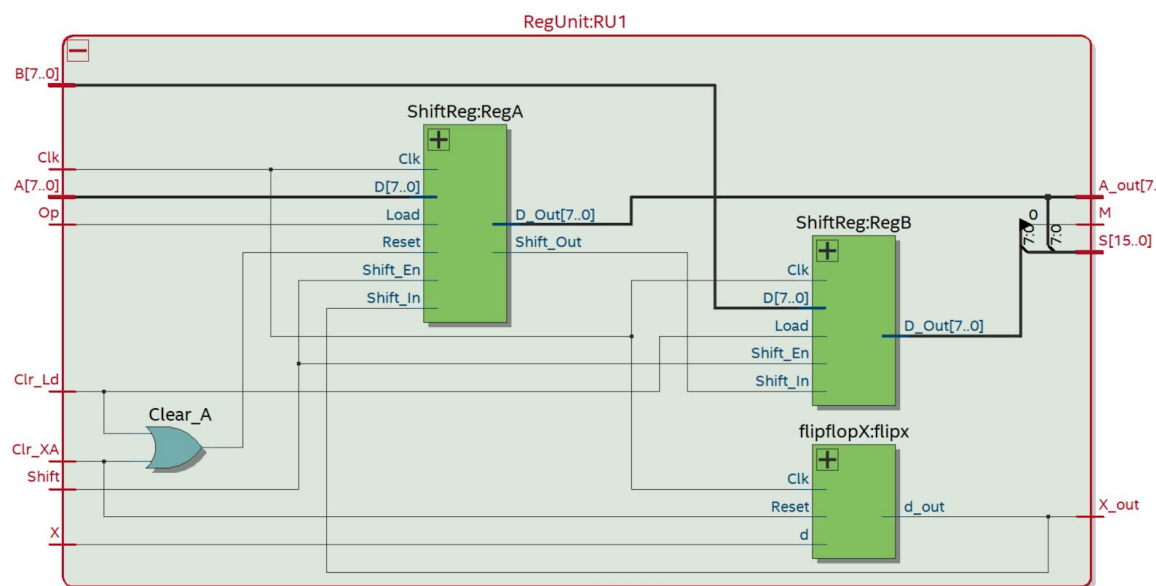 RegUnit:RU1
B[7..0]
ShiftReg:RegA
Clk
Clk
A[7..0]
D[7..0]
A_out[7.
Op
Load
D_Out[7..0]
0
M
ShiftReg:RegB
Reset
Shift_Out
7:0
7:0
S[15..0]
Shift_En
Clk
Shift_In
D[7..0]
Load
D_Out[7..0]
Shift_En
Clr_Ld
Shift_In
Clear_A
flipflopX:flipx
Clr_XA
Shift
Clk
Reset
d_out
X_out
X
d